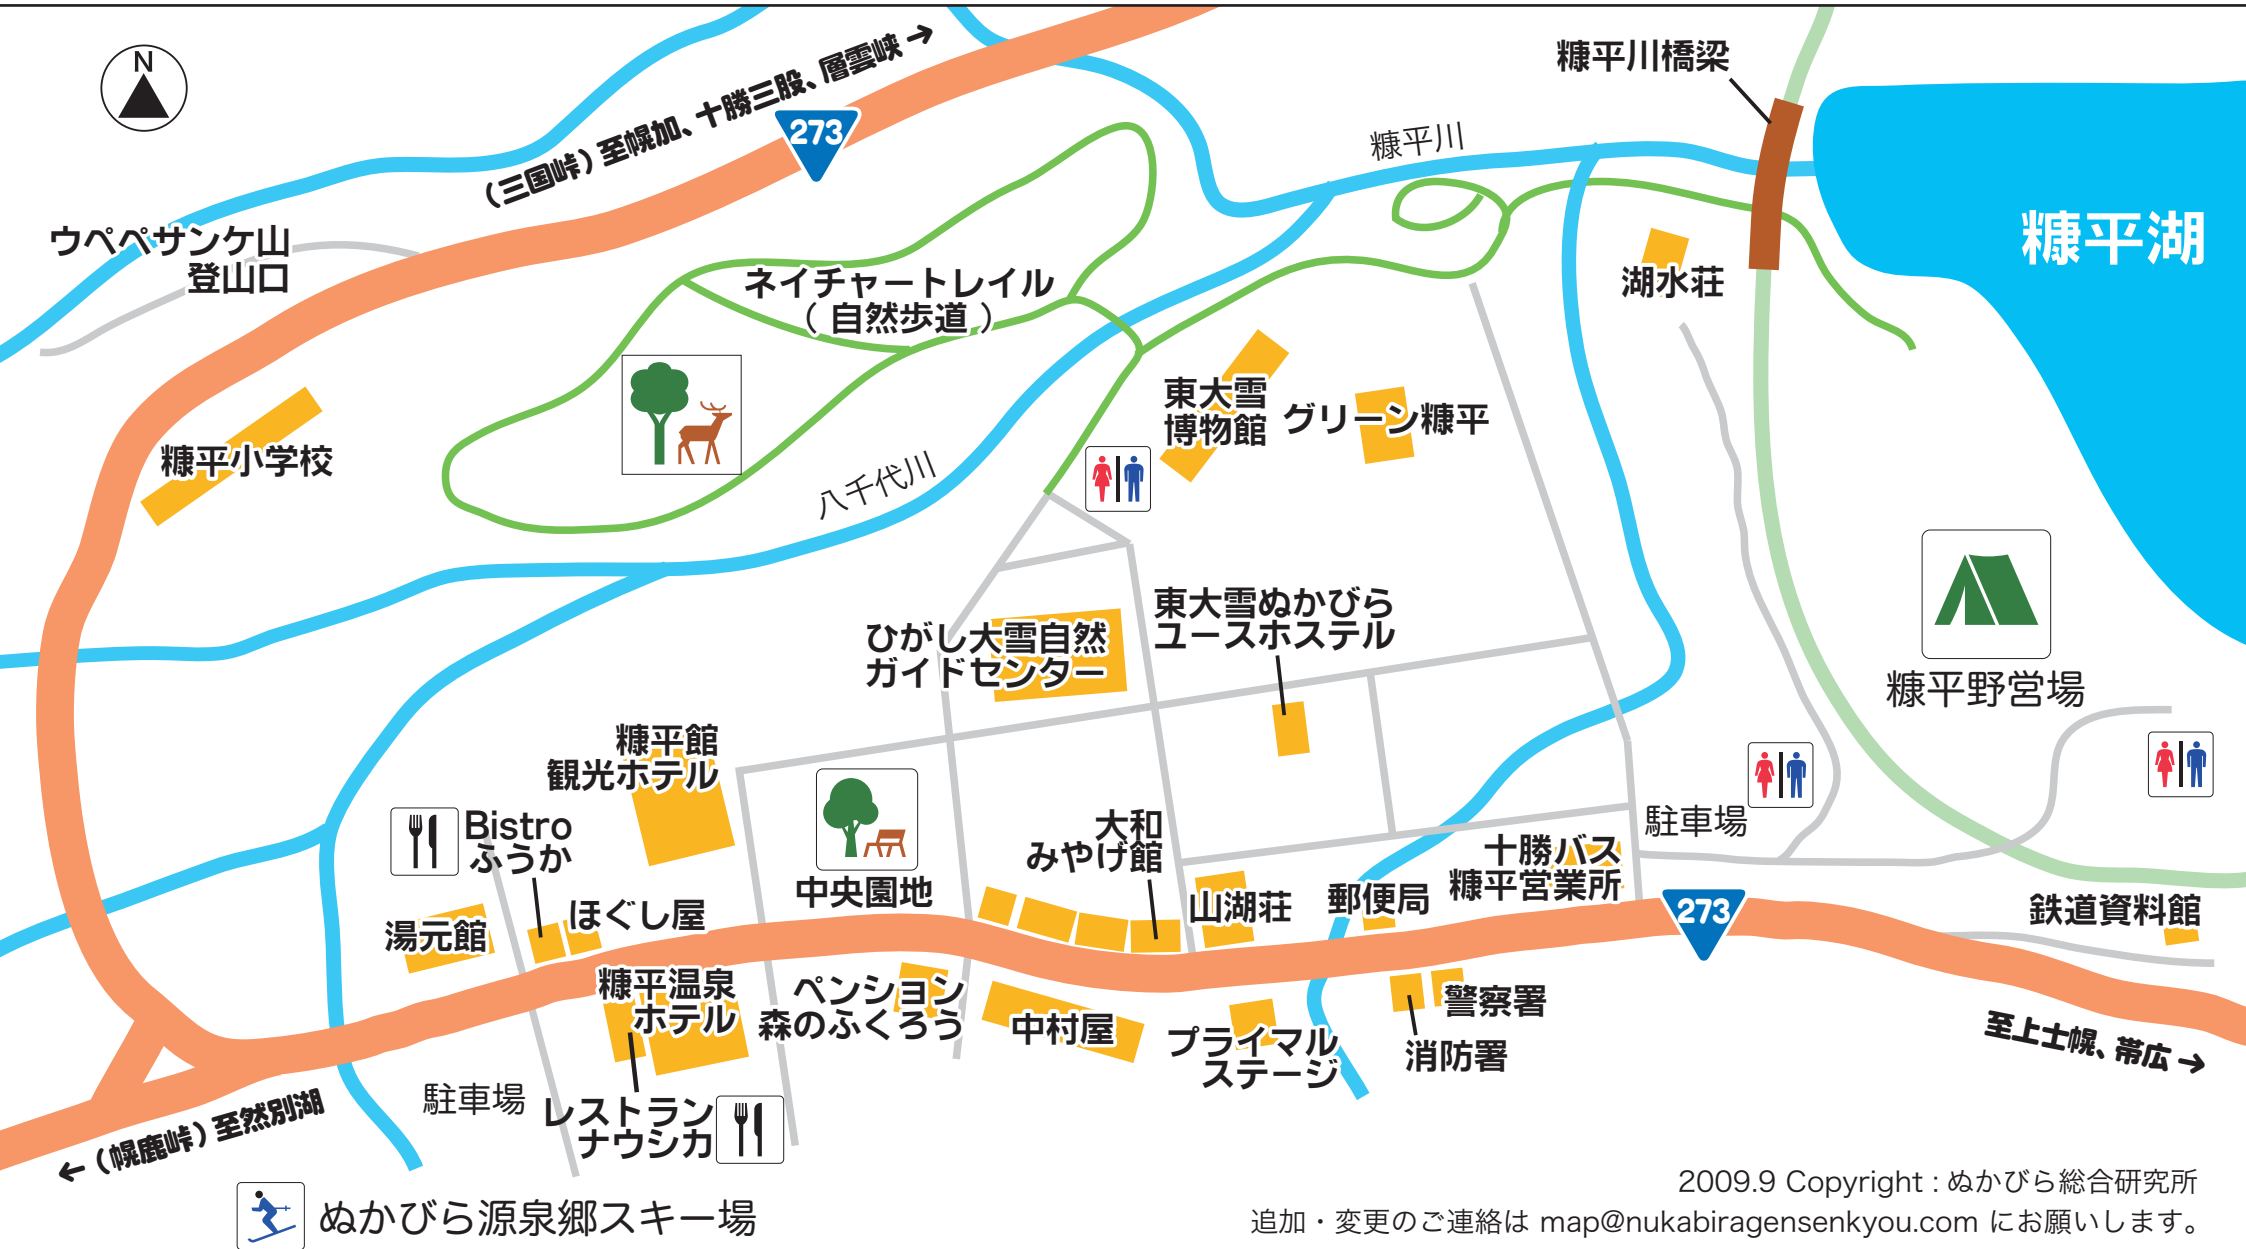 N
(三国峠)至幌加、十勝三股、層雲峡→
273
糠平川橋梁
糠平川
糠平湖
ウペペサンケ山
登山口
ネイチャートレイル
(自然歩道)
湖水荘
糠平小学校
東大雪
博物館
グリーン糠平
八千代川
ひがし大雪自然
ガイドセンター
東大雪ぬかびら
ユースホステル
糠平野営場
糠平館
観光ホテル
Bistro
ふうか
中央園地
大和
みやげ館
駐車場
十勝バス
糠平営業所
湯元館
ほぐし屋
山湖荘
郵便局
273
鉄道資料館
糠平温泉
ホテル
ペンション
森のふくろう
中村屋
プライマル
ステージ
警察署
消防署
至上士幌、帯広→
←(幌鹿峠)至然別湖
駐車場
レストラン
ナウシカ
ぬかびら源泉郷スキー場
2009.9 Copyright : ぬかびら総合研究所
追加・変更のご連絡は map@nukabiragensenkyou.com にお願いします。